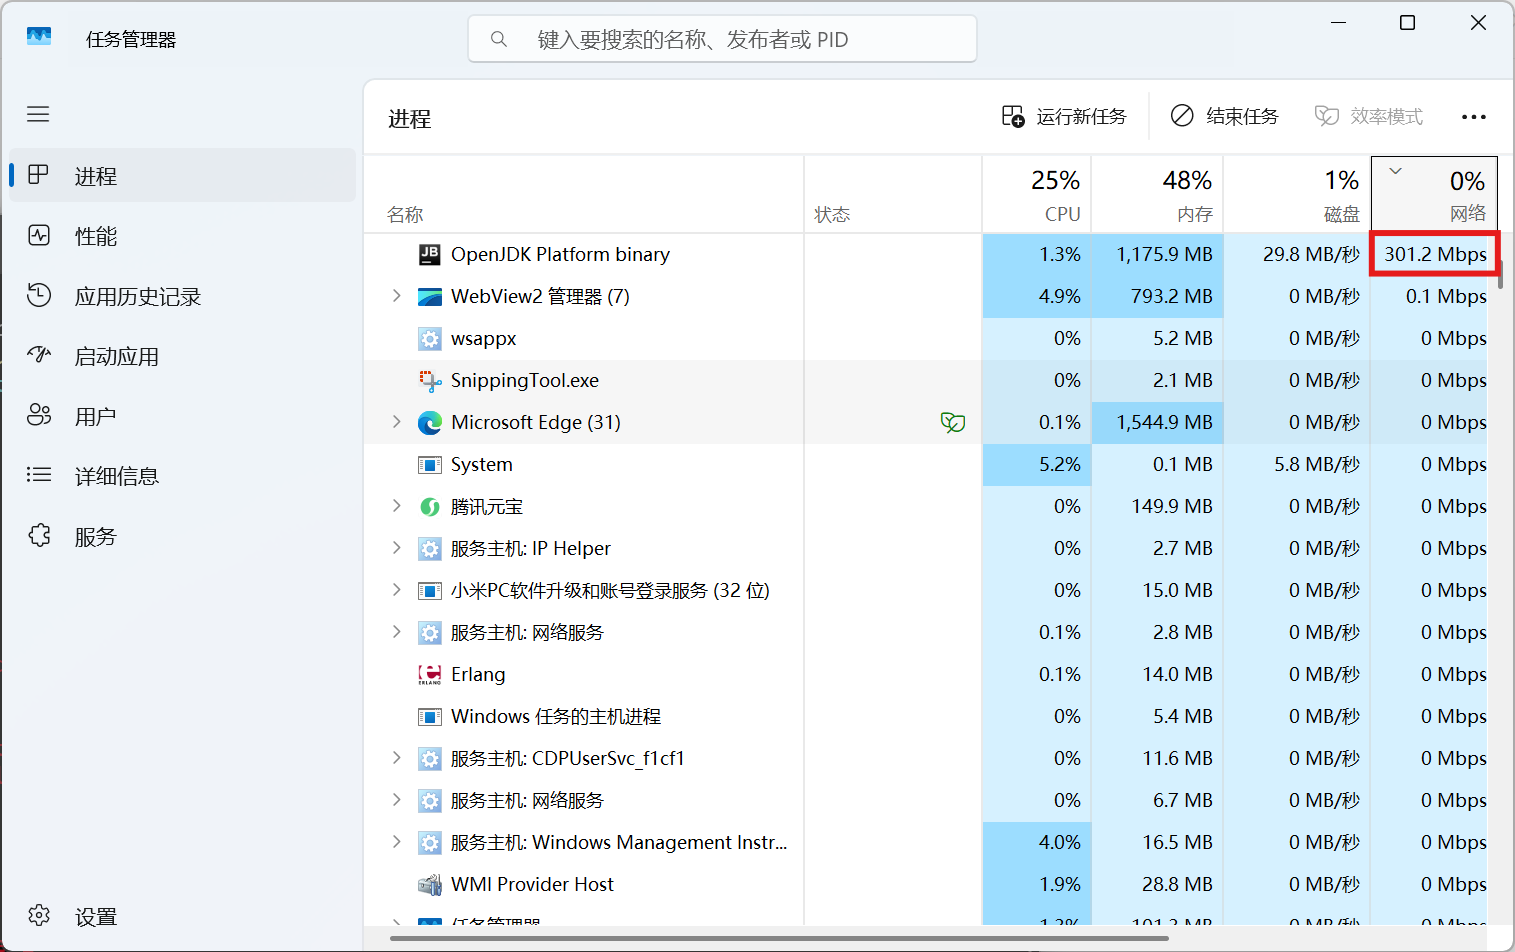 任务管理器
键入要搜索的名称、发布者或 PID
进程
运行新任务
结束任务
效率模式
进程
性能
应用历史记录
启动应用
用户
详细信息
服务
设置
25% 48% 1% 0%
名称 状态 CPU 内存 磁盘 网络
JB OpenJDK Platform binary 1.3% 1,175.9 MB 29.8 MB/秒 301.2 Mbps
WebView2 管理器 (7) 4.9% 793.2 MB 0 MB/秒 0.1 Mbps
wsappx 0% 5.2 MB 0 MB/秒 0 Mbps
SnippingTool.exe 0% 2.1 MB 0 MB/秒 0 Mbps
Microsoft Edge (31) 0.1% 1,544.9 MB 0 MB/秒 0 Mbps
System 5.2% 0.1 MB 5.8 MB/秒 0 Mbps
腾讯元宝 0% 149.9 MB 0 MB/秒 0 Mbps
服务主机: IP Helper 0% 2.7 MB 0 MB/秒 0 Mbps
小米PC软件升级和账号登录服务 (32 位) 0% 15.0 MB 0 MB/秒 0 Mbps
服务主机: 网络服务 0.1% 2.8 MB 0 MB/秒 0 Mbps
ERLANG Erlang 0.1% 14.0 MB 0 MB/秒 0 Mbps
Windows 任务的主机进程 0% 5.4 MB 0 MB/秒 0 Mbps
服务主机: CDPUserSvc_f1cf1 0% 11.6 MB 0 MB/秒 0 Mbps
服务主机: 网络服务 0% 6.7 MB 0 MB/秒 0 Mbps
服务主机: Windows Management Instr... 4.0% 16.5 MB 0 MB/秒 0 Mbps
WMI Provider Host 1.9% 28.8 MB 0 MB/秒 0 Mbps
任务管理器 0 MB/秒 0 Mbps